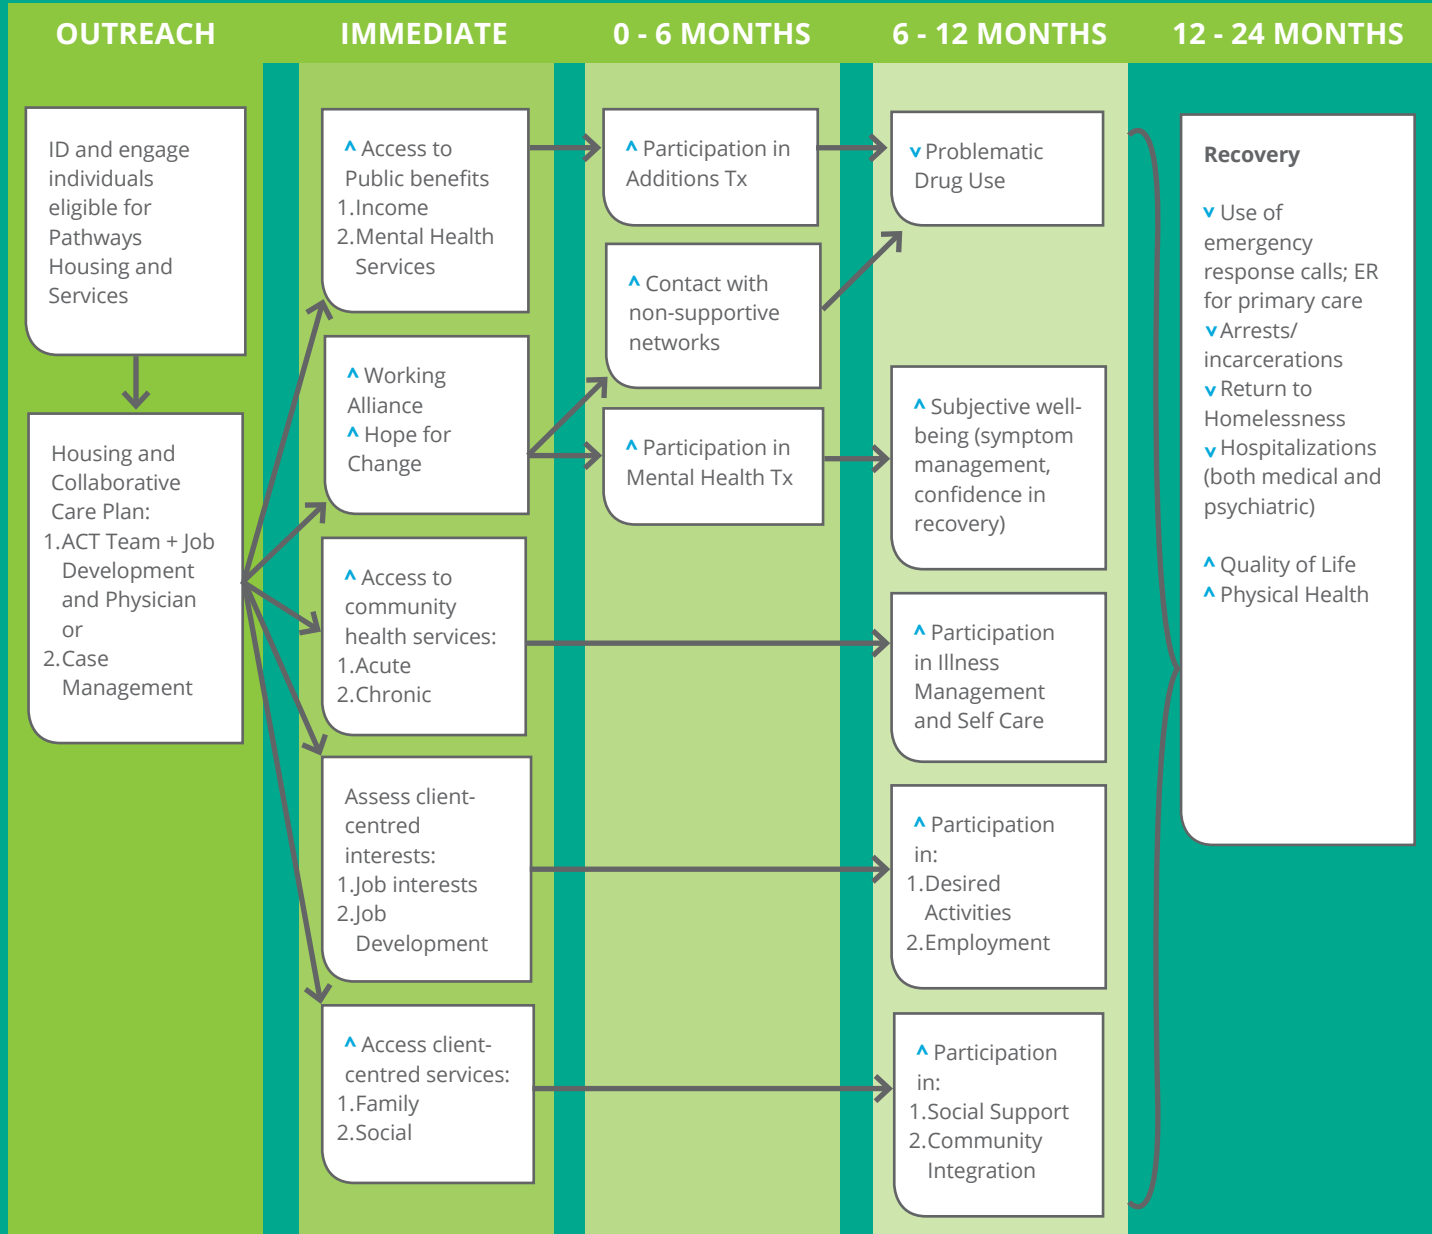 OUTREACH
IMMEDIATE
0 - 6 MONTHS
6 - 12 MONTHS
12 - 24 MONTHS
ID and engage
individuals
eligible for
Pathways
Housing and
Services
Housing and
Collaborative
Care Plan:
1.ACT Team + Job
Development
and Physician
or
2.Case
Management
^ Access to
Public benefits
1.Income
2.Mental Health
Services
^ Working
Alliance
^ Hope for
Change
^ Access to
community
health services:
1.Acute
2.Chronic
Assess client-
centred
interests:
1.Job interests
2.Job
Development
^ Access client-
centred services:
1.Family
2.Social
^ Participation in
Additions Tx
^ Contact with
non-supportive
networks
^ Participation in
Mental Health Tx
v Problematic
Drug Use
^ Subjective well-
being (symptom
management,
confidence in
recovery)
^ Participation
in Illness
Management
and Self Care
^ Participation
in:
1.Desired
Activities
2.Employment
^ Participation
in:
1.Social Support
2.Community
Integration
Recovery
v Use of
emergency
response calls; ER
for primary care
v Arrests/
incarcerations
v Return to
Homelessness
v Hospitalizations
(both medical and
psychiatric)
^ Quality of Life
^ Physical Health